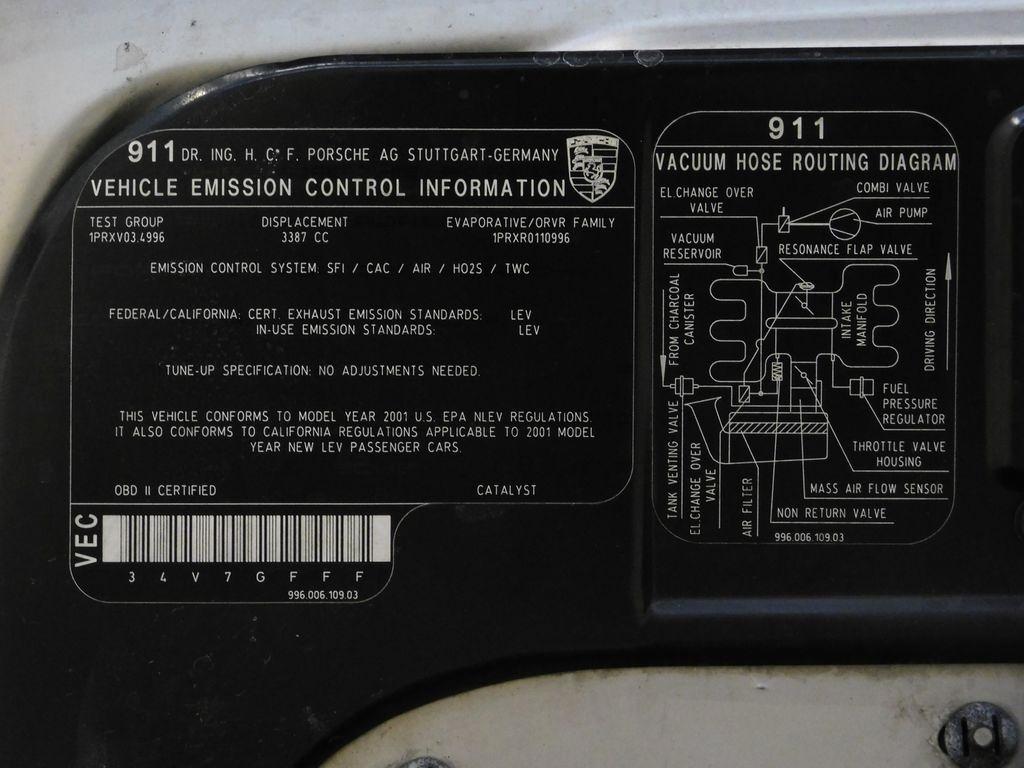 911 DR. ING. H. C. F. PORSCHE AG STUTTGART-GERMANY
VEHICLE EMISSION CONTROL INFORMATION
TEST GROUP DISPLACEMENT EVAPORATIVE/ORVR FAMILY
1PRXV03.4996 3387 CC 1PRXR0110996
EMISSION CONTROL SYSTEM: SFI / CAC / AIR / HO2S / TWC
FEDERAL/CALIFORNIA: CERT. EXHAUST EMISSION STANDARDS: LEV
IN-USE EMISSION STANDARDS: LEV
TUNE-UP SPECIFICATION: NO ADJUSTMENTS NEEDED.
THIS VEHICLE CONFORMS TO MODEL YEAR 2001 U.S. EPA NLEV REGULATIONS.
IT ALSO CONFORMS TO CALIFORNIA REGULATIONS APPLICABLE TO 2001 MODEL
YEAR NEW LEV PASSENGER CARS.
OBD II CERTIFIED CATALYST
VEC
34V7GFFF
996.006.109.03
911
VACUUM HOSE ROUTING DIAGRAM
EL.CHANGE OVER
VALVE
COMBI VALVE
AIR PUMP
VACUUM
RESERVOIR
RESONANCE FLAP VALVE
FROM CHARCOAL
CANISTER
INTAKE
MANIFOLD
DRIVING DIRECTION
FUEL
PRESSURE
REGULATOR
THROTTLE VALVE
HOUSING
MASS AIR FLOW SENSOR
NON RETURN VALVE
TANK VENTING VALVE
EL.CHANGE OVER
VALVE
AIR FILTER
996.006.109.03